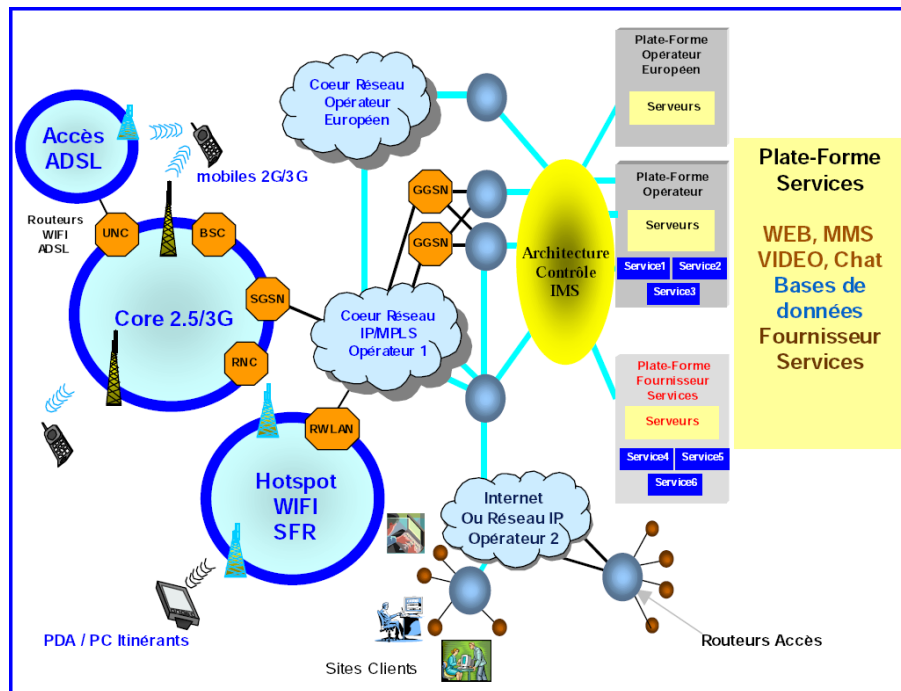 Coeur Réseau
Opérateur
Européen
Plate-Forme
Opérateur
Européen
Serveurs
Accès
ADSL
mobiles 2G/3G
Routeurs
WIFI
ADSL
UNC
BSC
GGSN
GGSN
Plate-Forme
Operateur
Serveurs
Service1
Service2
Service3
Architecture
Contrôle
IMS
Plate-Forme
Services
WEB, MMS
VIDEO, Chat
Bases de
données
Fournisseur
Services
SGSN
Core 2.5/3G
RNC
Coeur Réseau
IP/MPLS
Opérateur 1
RWLAN
Plate-Forme
Fournisseur
Services
Serveurs
Service4
Service5
Service6
Hotspot
WIFI
SFR
Internet
Ou Réseau IP
Opérateur 2
PDA / PC Itinérants
Sites Clients
Routeurs Accès